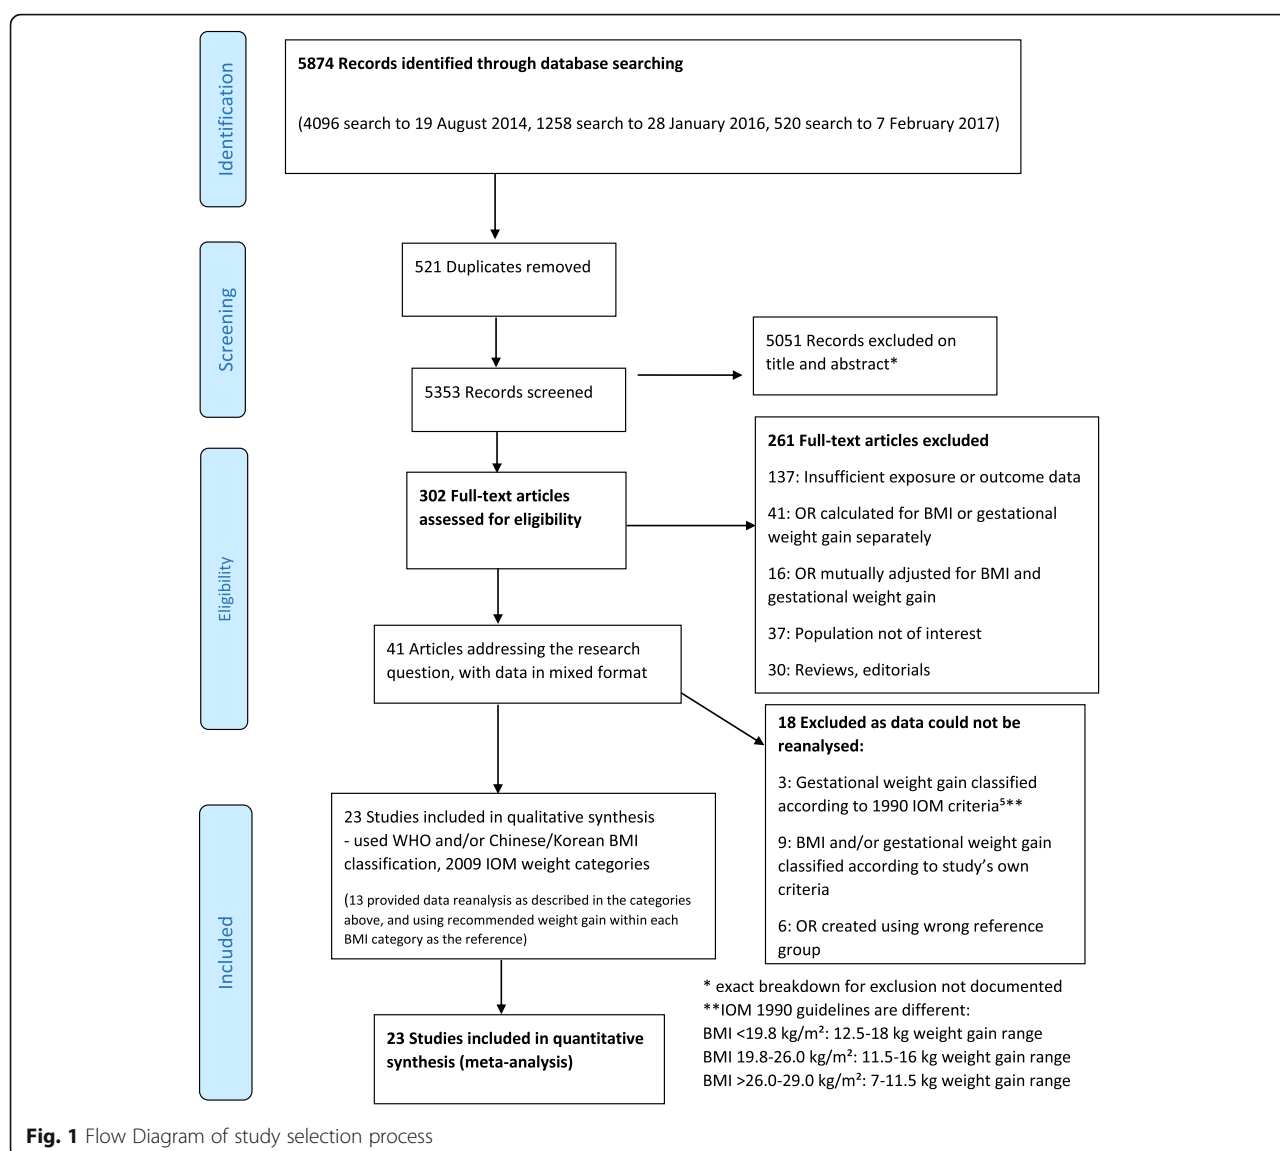 Identification
5874 Records identified through database searching
(4096 search to 19 August 2014, 1258 search to 28 January 2016, 520 search to 7 February 2017)
Screening
521 Duplicates removed
5353 Records screened
5051 Records excluded on
title and abstract*
Eligibility
302 Full-text articles
assessed for eligibility
261 Full-text articles excluded
137: Insufficient exposure or outcome data
41: OR calculated for BMI or gestational
weight gain separately
16: OR mutually adjusted for BMI and
gestational weight gain
37: Population not of interest
30: Reviews, editorials
41 Articles addressing the research
question, with data in mixed format
18 Excluded as data could not be
reanalysed:
3: Gestational weight gain classified
according to 1990 IOM criteria⁵**
9: BMI and/or gestational weight gain
classified according to study's own
criteria
6: OR created using wrong reference
group
Included
23 Studies included in qualitative synthesis
- used WHO and/or Chinese/Korean BMI
classification, 2009 IOM weight categories
(13 provided data reanalysis as described in the categories
above, and using recommended weight gain within each
BMI category as the reference)
23 Studies included in quantitative
synthesis (meta-analysis)
* exact breakdown for exclusion not documented
**IOM 1990 guidelines are different:
BMI <19.8 kg/m²: 12.5-18 kg weight gain range
BMI 19.8-26.0 kg/m²: 11.5-16 kg weight gain range
BMI >26.0-29.0 kg/m²: 7-11.5 kg weight gain range
Fig. 1 Flow Diagram of study selection process